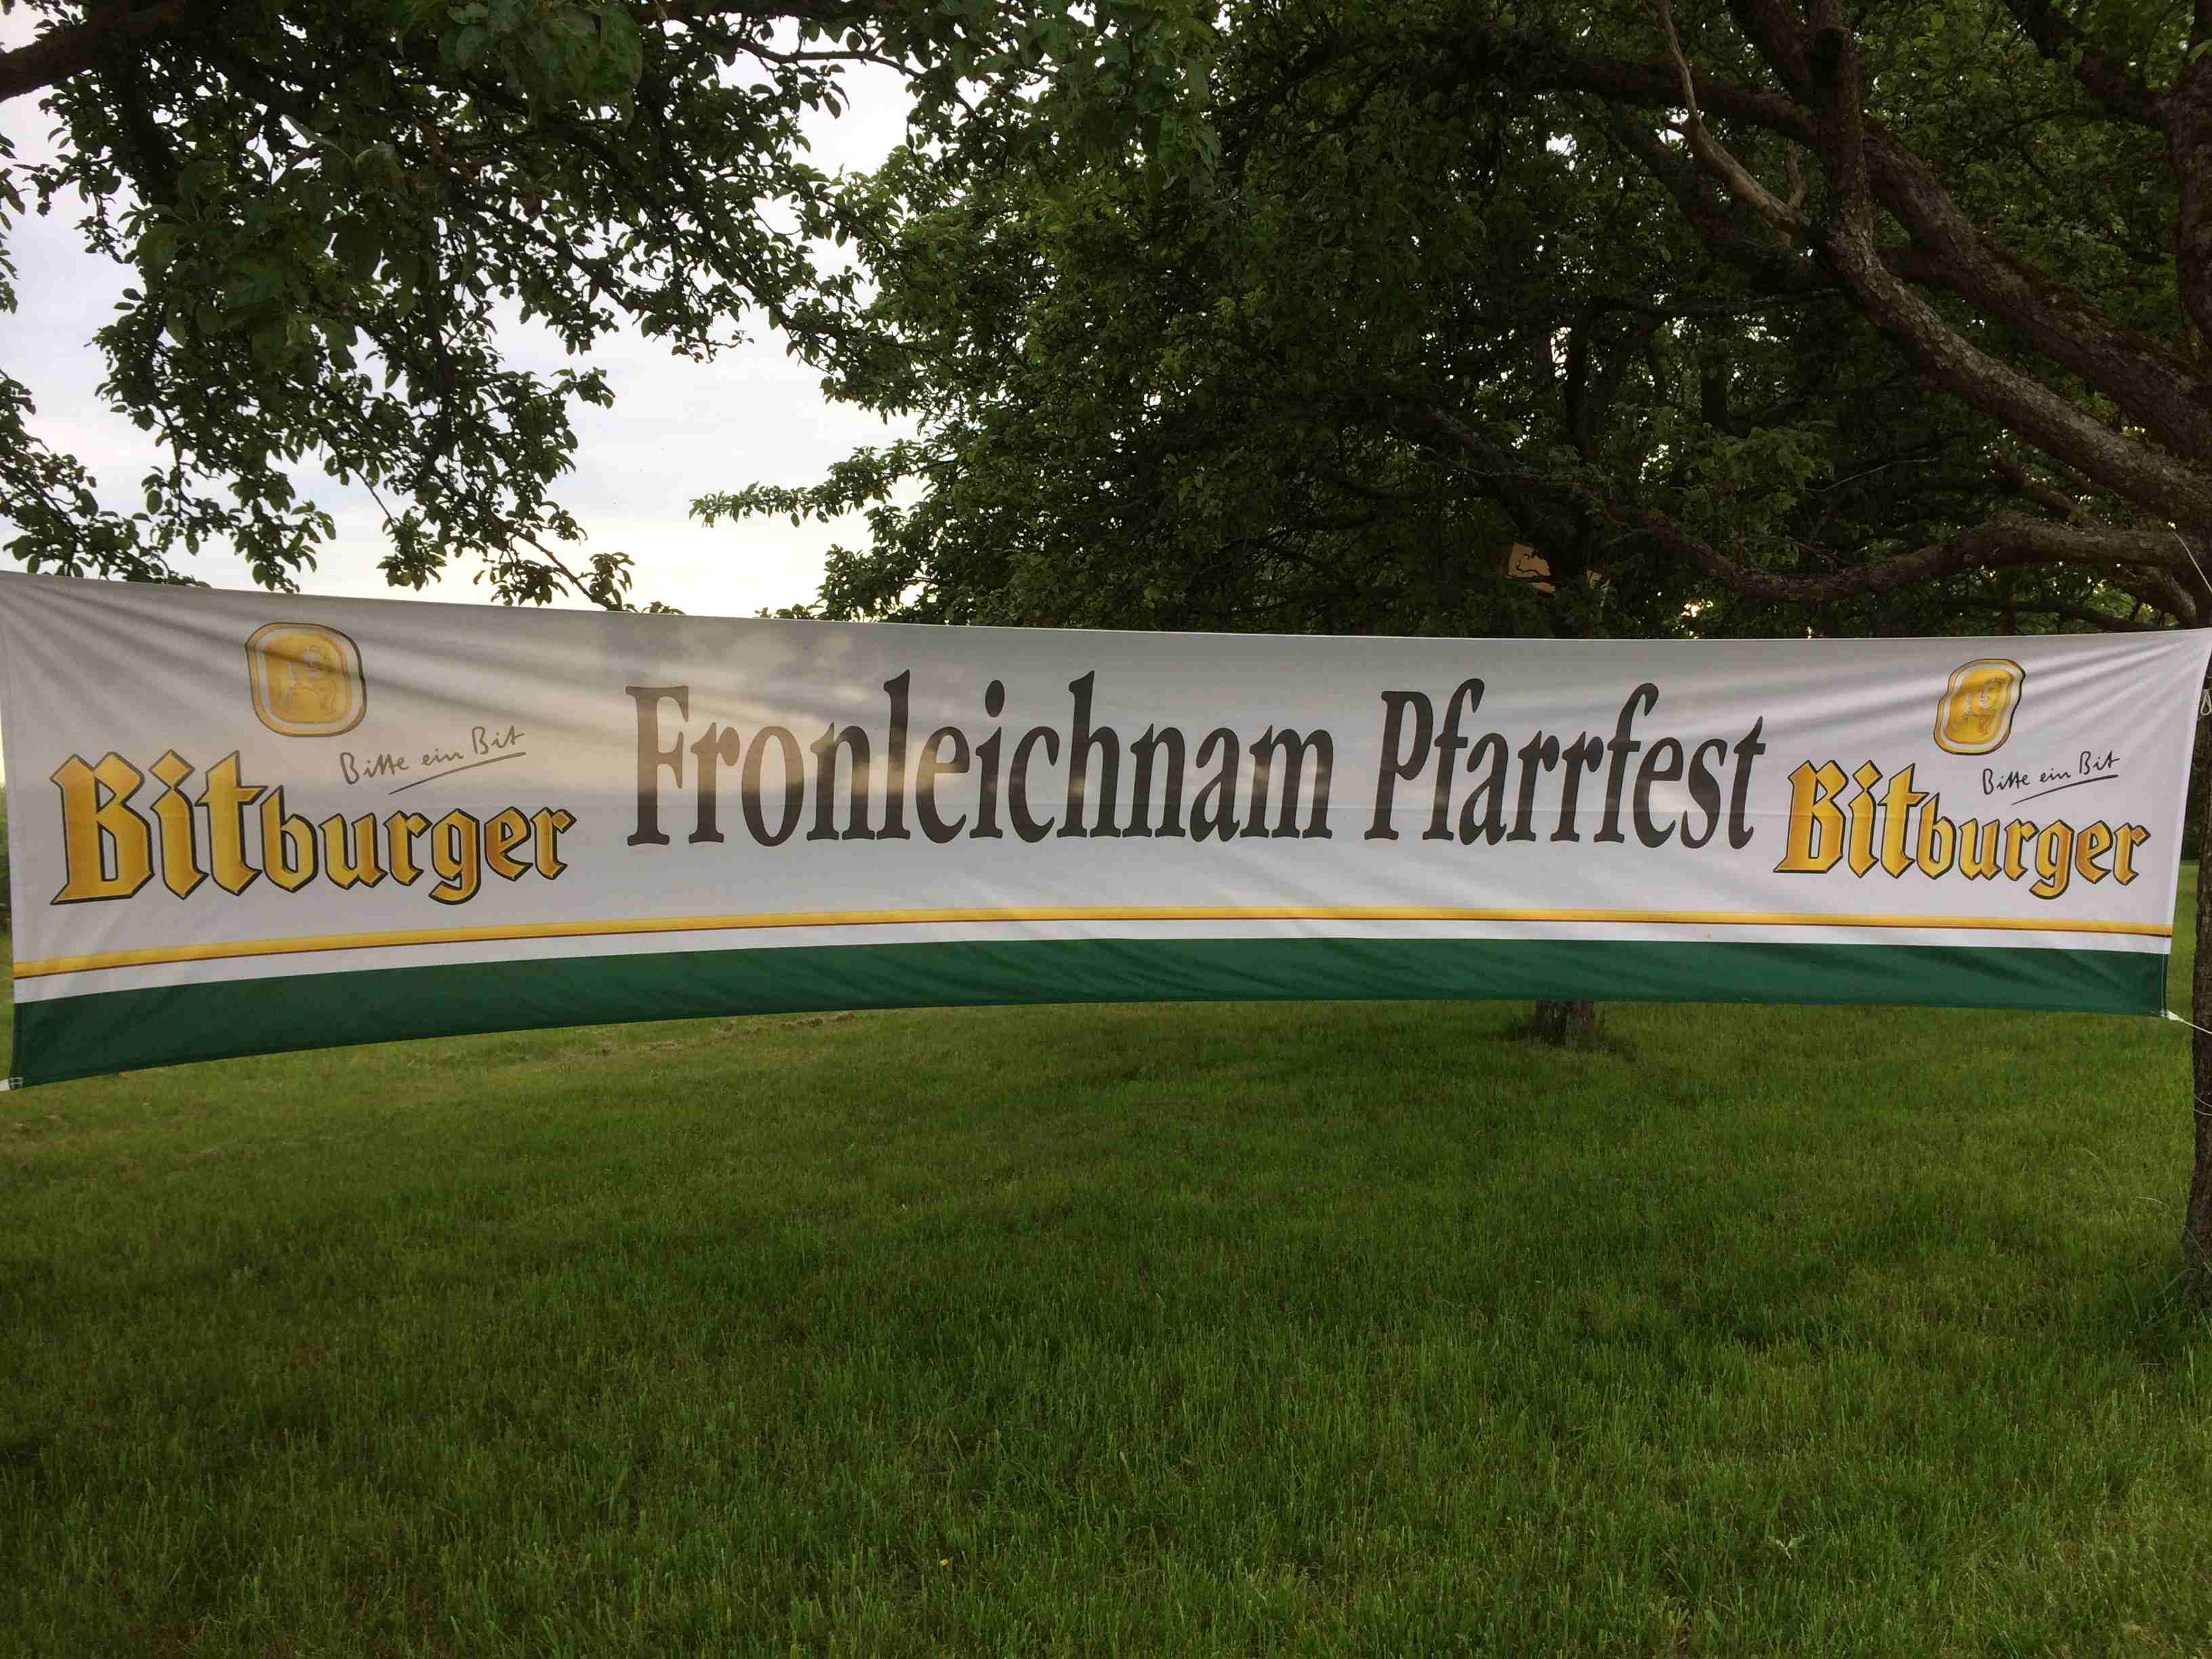 Bitte ein Bit
Bitburger
Fronleichnam Pfarrfest
Bitte ein Bit
Bitburger